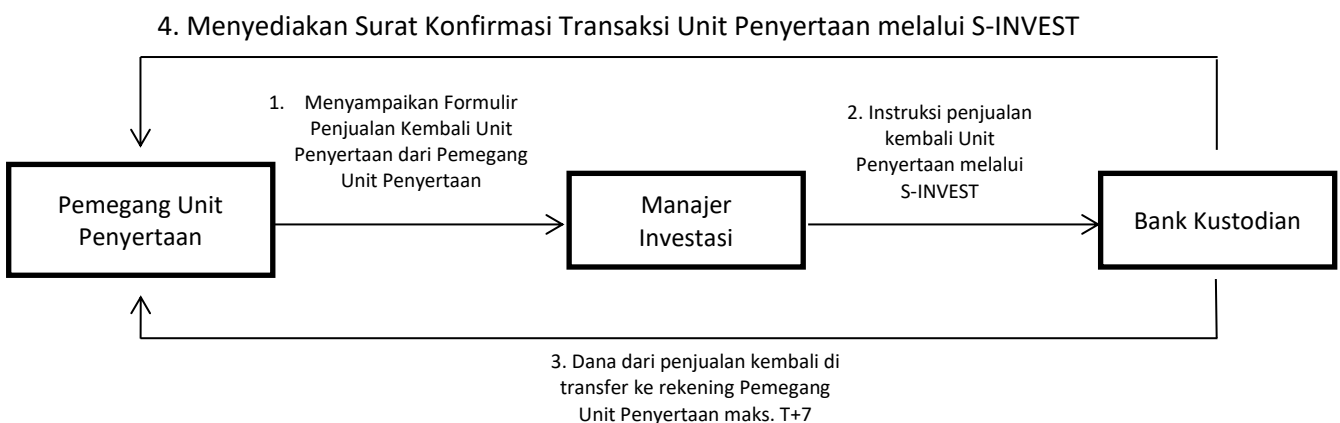 4. Menyediakan Surat Konfirmasi Transaksi Unit Penyertaan melalui S-INVEST
1. Menyampaikan Formulir
Penjualan Kembali Unit
Penyertaan dari Pemegang
Unit Penyertaan
2. Instruksi penjualan
kembali Unit
Penyertaan melalui
S-INVEST
Pemegang Unit
Penyertaan
Manajer
Investasi
Bank Kustodian
3. Dana dari penjualan kembali di
transfer ke rekening Pemegang
Unit Penyertaan maks. T+7